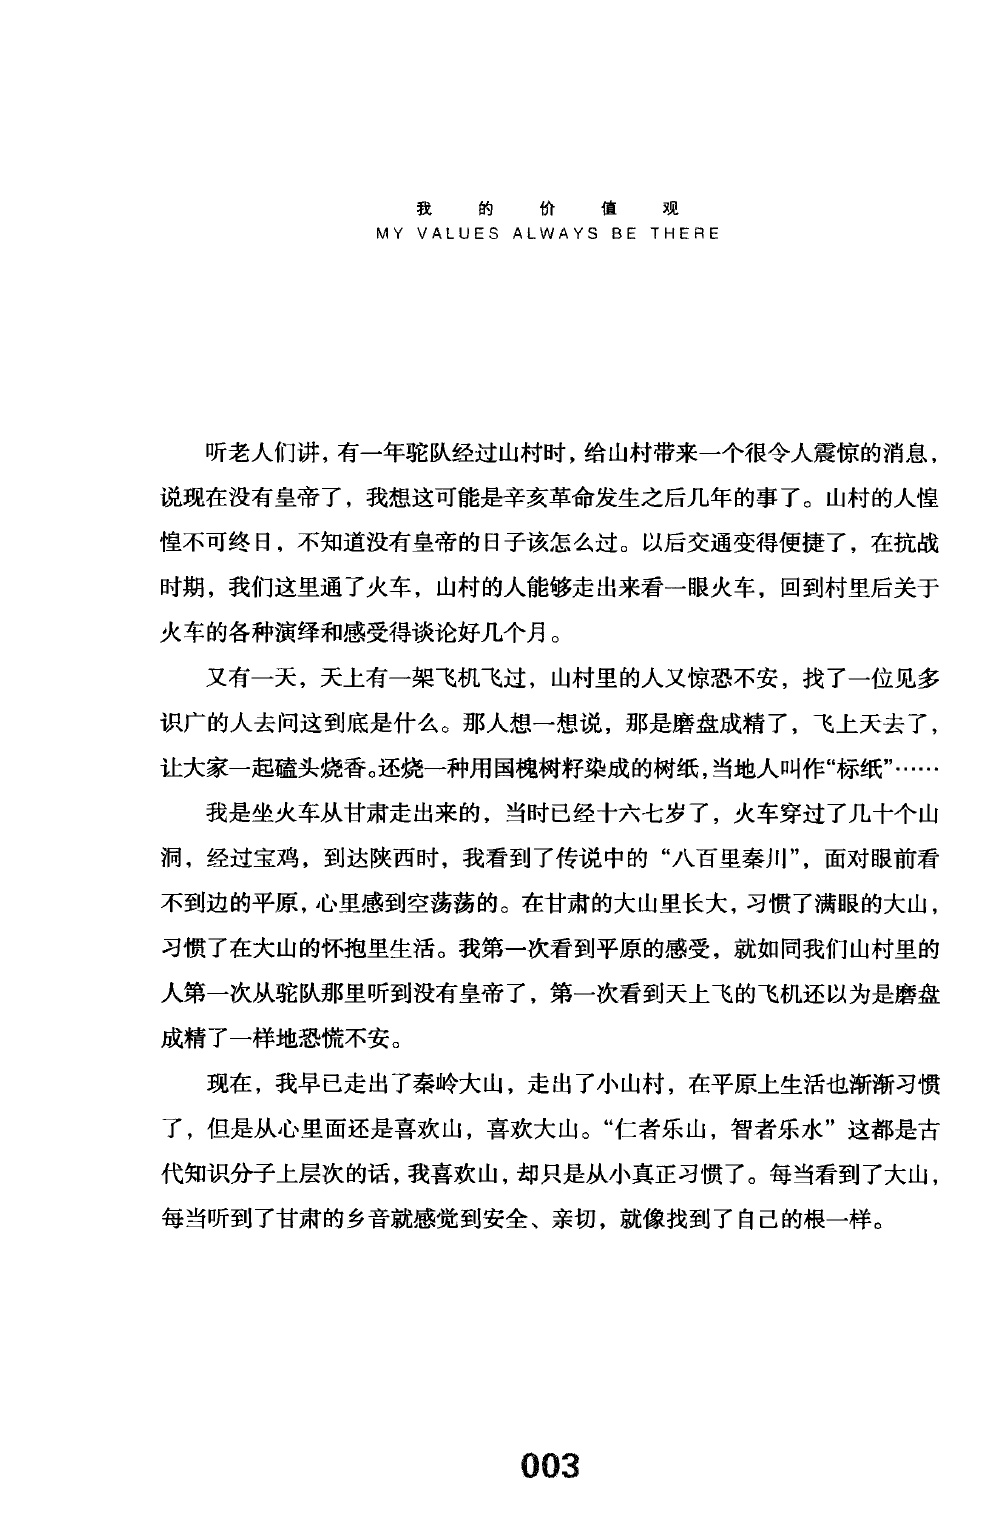 我的价值观
MY VALUES ALWAYS BE THERE
听老人们讲，有一年驼队经过山村时，给山村带来一个很令人震惊的消息，
说现在没有皇帝了，我想这可能是辛亥革命发生之后几年的事了。山村的人惶
惶不可终日，不知道没有皇帝的日子该怎么过。以后交通变得便捷了，在抗战
时期，我们这里通了火车，山村的人能够走出来看一眼火车，回到村里后关于
火车的各种演绎和感受得谈论好几个月。
又有一天，天上有一架飞机飞过，山村里的人又惊恐不安，找了一位见多
识广的人去问这到底是什么。那人想一想说，那是磨盘成精了，飞上天去了，
让大家一起磕头烧香。还烧一种用国槐树籽染成的树纸，当地人叫作“标纸”……
我是坐火车从甘肃走出来的，当时已经十六七岁了，火车穿过了几十个山
洞，经过宝鸡，到达陕西时，我看到了传说中的“八百里秦川”，面对眼前看
不到边的平原，心里感到空荡荡的。在甘肃的大山里长大，习惯了满眼的大山，
习惯了在大山的怀抱里生活。我第一次看到平原的感受，就如同我们山村里的
人第一次从驼队那里听到没有皇帝了，第一次看到天上飞的飞机还以为是磨盘
成精了一样地恐慌不安。
现在，我早已走出了秦岭大山，走出了小山村，在平原上生活也渐渐习惯
了，但是从心里面还是喜欢山，喜欢大山。“仁者乐山，智者乐水”这都是古
代知识分子上层次的话，我喜欢山，却只是从小真正习惯了。每当看到了大山，
每当听到了甘肃的乡音就感觉到安全、亲切，就像找到了自己的根一样。
003